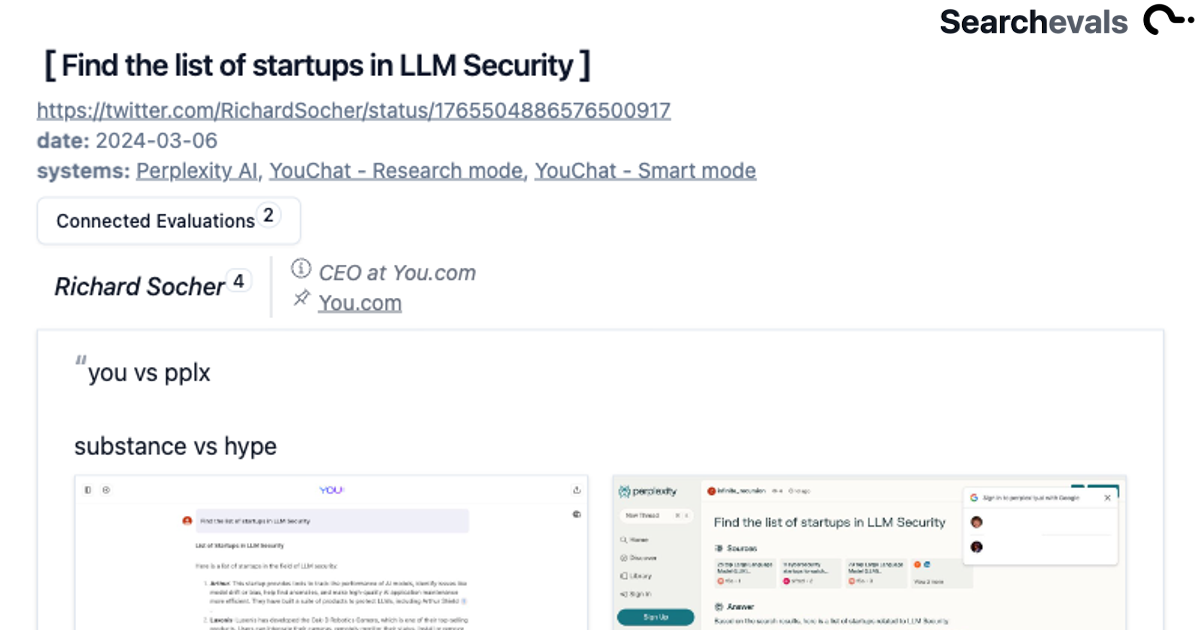 Searchevals
[ Find the list of startups in LLM Security ]
https://twitter.com/RichardSocher/status/1765504886576500917
date: 2024-03-06
systems: Perplexity AI, YouChat - Research mode, YouChat - Smart mode
Connected Evaluations 2
Richard Socher 4
CEO at You.com
You.com
“you vs pplx
substance vs hype
YOU
Find the list of startups in LLM Security
List of Startups in LLM Security
Here is a list of startups in the field of LLM security:
1. Arthur: This startup provides tools to track the performance of AI models, identify issues like
model drift or bias, help find anomalies, and make high-quality AI application maintenance
more efficient. They have built a suite of products to protect LLMs, including Arthur Shield
2. Luxonis: Luxonis has developed the Oak-D Robotics Camera, which is one of their top-selling
perplexity
New Thread
Home
Discover
Library
Sign in
Sign Up
infinite_recursion
Find the list of startups in LLM Security
Sources
View 2 more
Answer
Based on the search results, here is a list of startups related to LLM Security
Sign in to perplexity.ai with Google